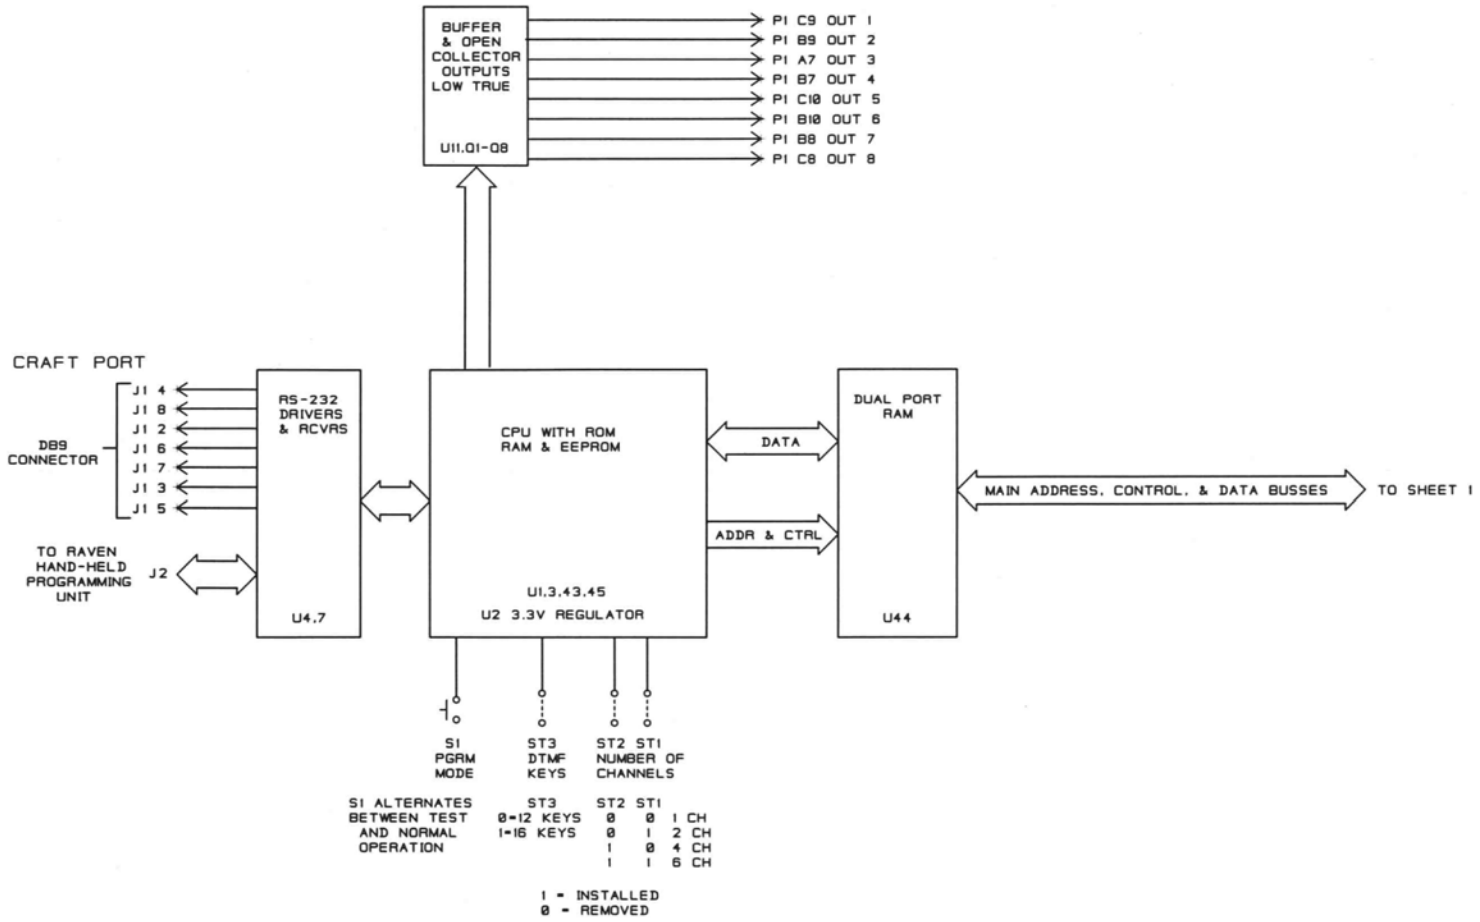 BUFFER
& OPEN
COLLECTOR
OUTPUTS
LOW TRUE
U11.Q1-Q8
P1 C9 OUT 1
P1 B9 OUT 2
P1 A7 OUT 3
P1 B7 OUT 4
P1 C10 OUT 5
P1 B10 OUT 6
P1 B8 OUT 7
P1 C8 OUT 8
CRAFT PORT
J1 4
J1 8
J1 2
J1 6
J1 7
J1 3
J1 5
DB9
CONNECTOR
TO RAVEN
HAND-HELD
PROGRAMMING
UNIT
J2
RS-232
DRIVERS
& RCVRS
U4.7
CPU WITH ROM
RAM & EEPROM
U1.3.43.45
U2 3.3V REGULATOR
DATA
ADDR & CTRL
DUAL PORT
RAM
U44
MAIN ADDRESS. CONTROL. & DATA BUSSES
TO SHEET 1
S1
PGRM
MODE
ST3
DTMF
KEYS
ST2 ST1
NUMBER OF
CHANNELS
S1 ALTERNATES
BETWEEN TEST
AND NORMAL
OPERATION
ST3
0=12 KEYS
1=16 KEYS
ST2 ST1
0 0 1 CH
0 1 2 CH
1 0 4 CH
1 1 6 CH
1 - INSTALLED
0 - REMOVED